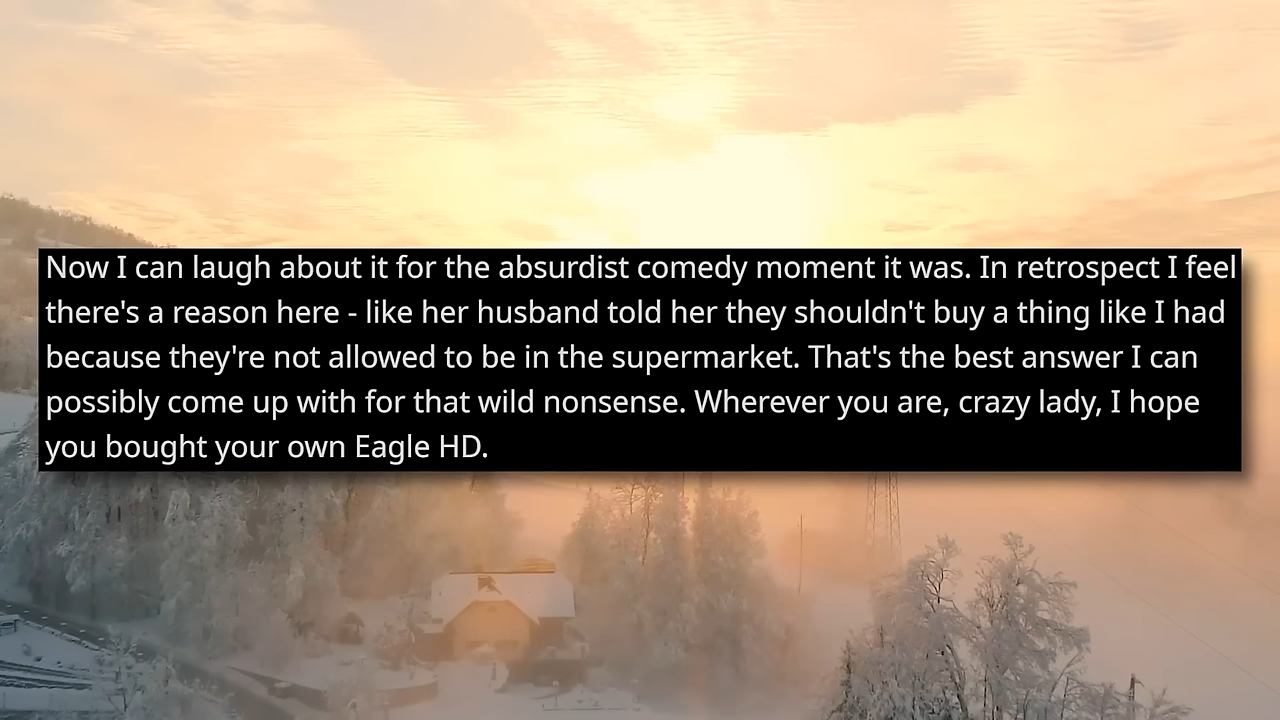 Now I can laugh about it for the absurdist comedy moment it was. In retrospect I feel
there's a reason here - like her husband told her they shouldn't buy a thing like I had
because they're not allowed to be in the supermarket. That's the best answer I can
possibly come up with for that wild nonsense. Wherever you are, crazy lady, I hope
you bought your own Eagle HD.